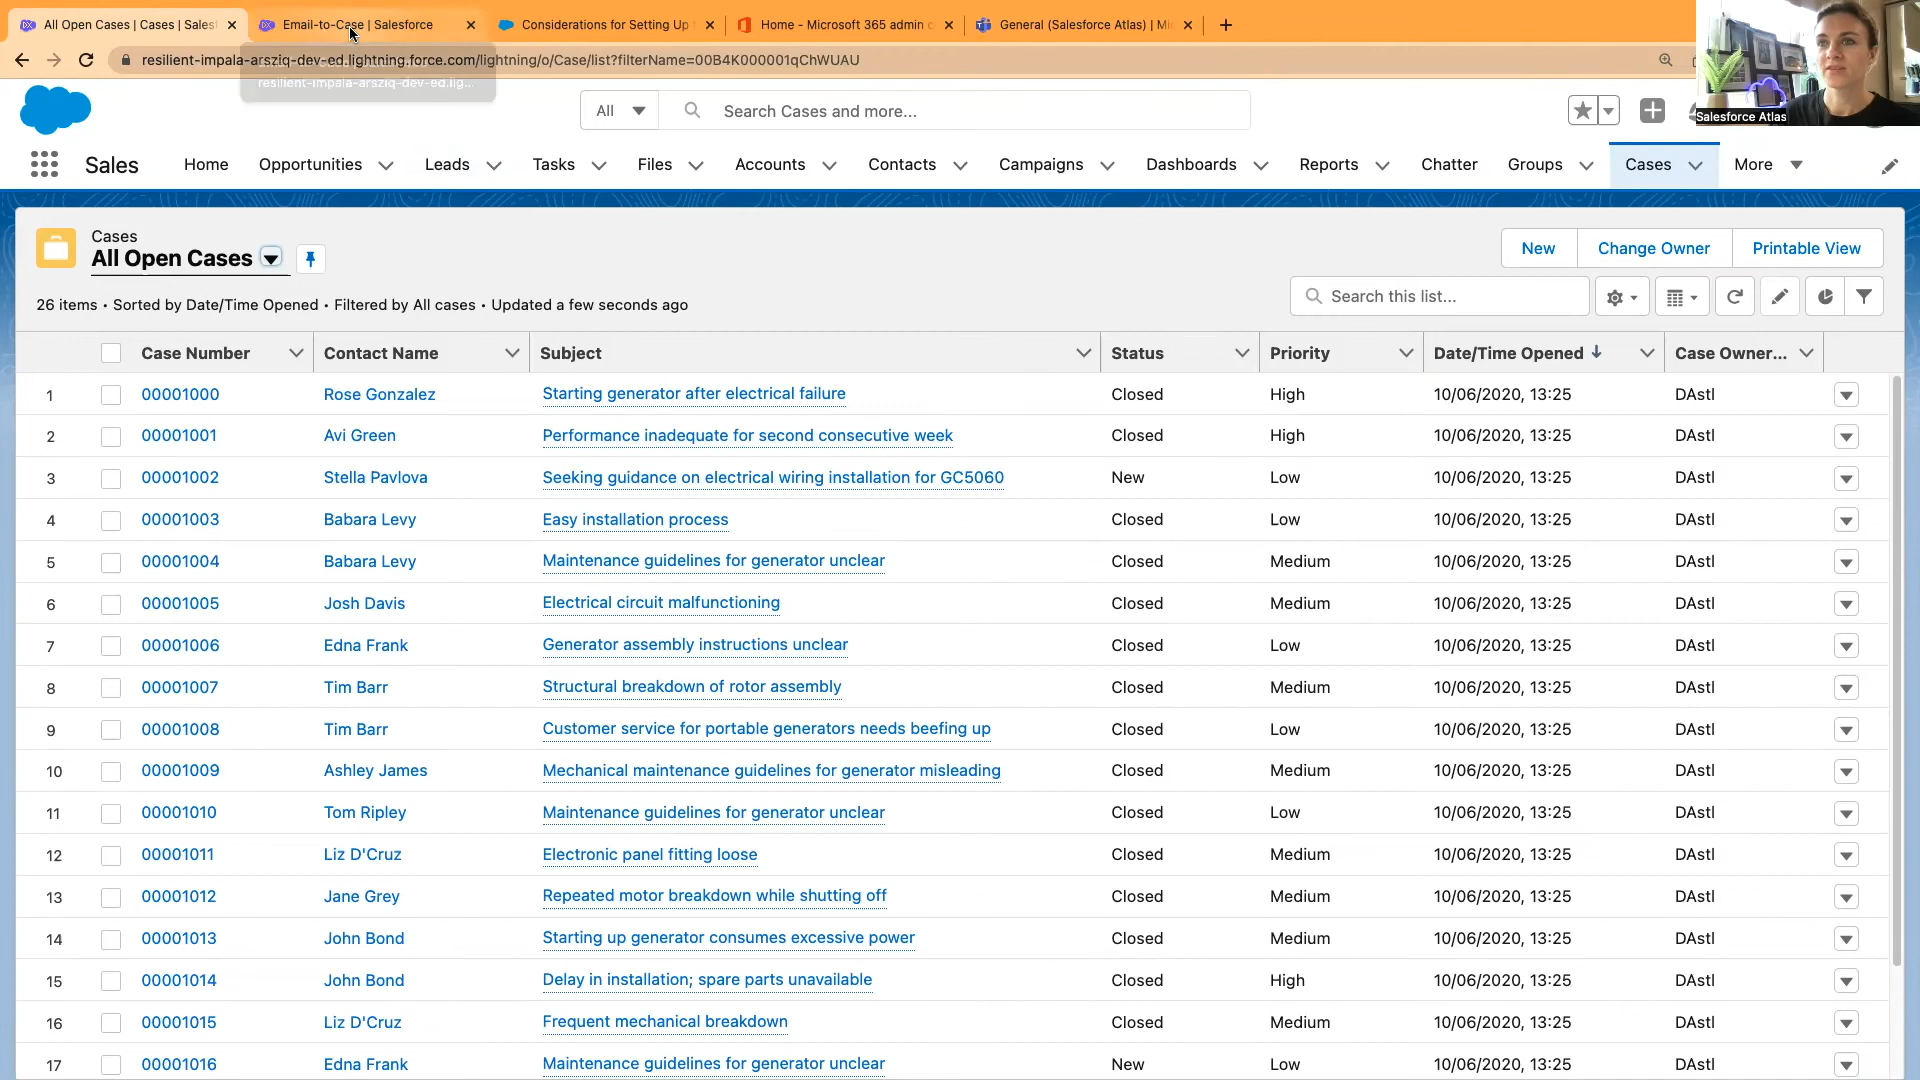 All Open Cases | Cases | Sales
Email-to-Case | Salesforce
Considerations for Setting Up
Home - Microsoft 365 admin c
General (Salesforce Atlas) | Mi
resilient-impala-arsziq-dev-ed.lightning.force.com/lightning/o/Case/list?filterName=00B4K000001qChWUAU
resilient-impala-arsziq-dev-ed.lig...
Salesforce Atlas
All
Search Cases and more...
Sales
Home
Opportunities
Leads
Tasks
Files
Accounts
Contacts
Campaigns
Dashboards
Reports
Chatter
Groups
Cases
More
Cases
All Open Cases
New
Change Owner
Printable View
26 items • Sorted by Date/Time Opened • Filtered by All cases • Updated a few seconds ago
Search this list...
Case Number Contact Name Subject Status Priority Date/Time Opened Case Owner...
1 00001000 Rose Gonzalez Starting generator after electrical failure Closed High 10/06/2020, 13:25 DAstl
2 00001001 Avi Green Performance inadequate for second consecutive week Closed High 10/06/2020, 13:25 DAstl
3 00001002 Stella Pavlova Seeking guidance on electrical wiring installation for GC5060 New Low 10/06/2020, 13:25 DAstl
4 00001003 Babara Levy Easy installation process Closed Low 10/06/2020, 13:25 DAstl
5 00001004 Babara Levy Maintenance guidelines for generator unclear Closed Medium 10/06/2020, 13:25 DAstl
6 00001005 Josh Davis Electrical circuit malfunctioning Closed Medium 10/06/2020, 13:25 DAstl
7 00001006 Edna Frank Generator assembly instructions unclear Closed Low 10/06/2020, 13:25 DAstl
8 00001007 Tim Barr Structural breakdown of rotor assembly Closed Medium 10/06/2020, 13:25 DAstl
9 00001008 Tim Barr Customer service for portable generators needs beefing up Closed Low 10/06/2020, 13:25 DAstl
10 00001009 Ashley James Mechanical maintenance guidelines for generator misleading Closed Medium 10/06/2020, 13:25 DAstl
11 00001010 Tom Ripley Maintenance guidelines for generator unclear Closed Low 10/06/2020, 13:25 DAstl
12 00001011 Liz D'Cruz Electronic panel fitting loose Closed Medium 10/06/2020, 13:25 DAstl
13 00001012 Jane Grey Repeated motor breakdown while shutting off Closed Medium 10/06/2020, 13:25 DAstl
14 00001013 John Bond Starting up generator consumes excessive power Closed Medium 10/06/2020, 13:25 DAstl
15 00001014 John Bond Delay in installation; spare parts unavailable Closed High 10/06/2020, 13:25 DAstl
16 00001015 Liz D'Cruz Frequent mechanical breakdown Closed Medium 10/06/2020, 13:25 DAstl
17 00001016 Edna Frank Maintenance guidelines for generator unclear New Low 10/06/2020, 13:25 DAstl